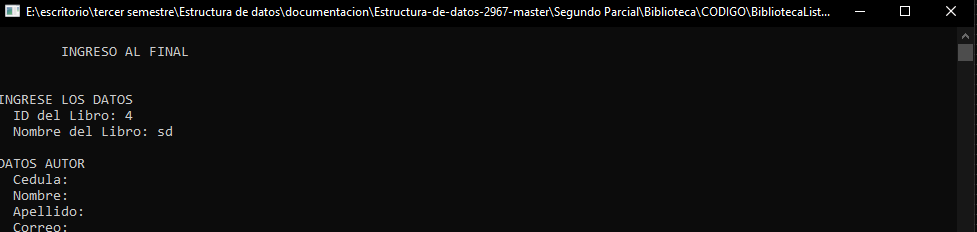 E:\escritorio\tercer semestre\Estructura de datos\documentacion\Estructura-de-datos-2967-master\Segundo Parcial\Biblioteca\CODIGO\BibliotecaList...
INGRESO AL FINAL
INGRESE LOS DATOS
ID del Libro: 4
Nombre del Libro: sd
DATOS AUTOR
Cedula:
Nombre:
Apellido:
Correo: